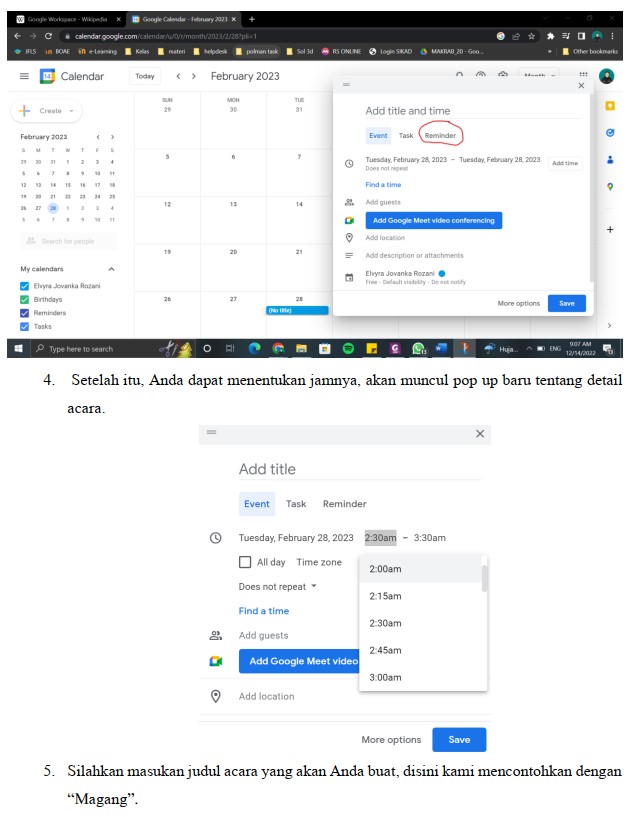 Google Workspace - Wikipedia
Google Calendar - February 2023
calendar.google.com/calendar/u/0/r/month/2023/2/28?pli=1
JFLS
BOAE
e-Learning
Kelas
materi
helpdesk
polman task
Sol 3d
RS ONLINE
Login SIKAD
MAKRAB_20 - Goo...
Other bookmarks
Calendar
Today
February 2023
Month
Create
February 2023
S M T W T F S
29 30 31 1 2 3 4
5 6 7 8 9 10 11
12 13 14 15 16 17 18
19 20 21 22 23 24 25
26 27 28 1 2 3 4
5 6 7 8 9 10 11
Search for people
My calendars
Elvyra Jovanka Rozani
Birthdays
Reminders
Tasks
SUN MON TUE
29 30 31
5 6 7
12 13 14
19 20 21
26 27 28
(No title)
Add title and time
Event Task Reminder
Tuesday, February 28, 2023 – Tuesday, February 28, 2023 Add time
Does not repeat
Find a time
Add guests
Add Google Meet video conferencing
Add location
Add description or attachments
Elvyra Jovanka Rozani
Free - Default visibility - Do not notify
More options Save
Type here to search
Huja...
ENG
9:07 AM
12/14/2022
4. Setelah itu, Anda dapat menentukan jamnya, akan muncul pop up baru tentang detail
acara.
Add title
Event Task Reminder
Tuesday, February 28, 2023 2:30am – 3:30am
All day Time zone
Does not repeat
Find a time
Add guests
Add Google Meet video
Add location
2:00am
2:15am
2:30am
2:45am
3:00am
More options Save
5. Silahkan masukan judul acara yang akan Anda buat, disini kami mencontohkan dengan
“Magang”.